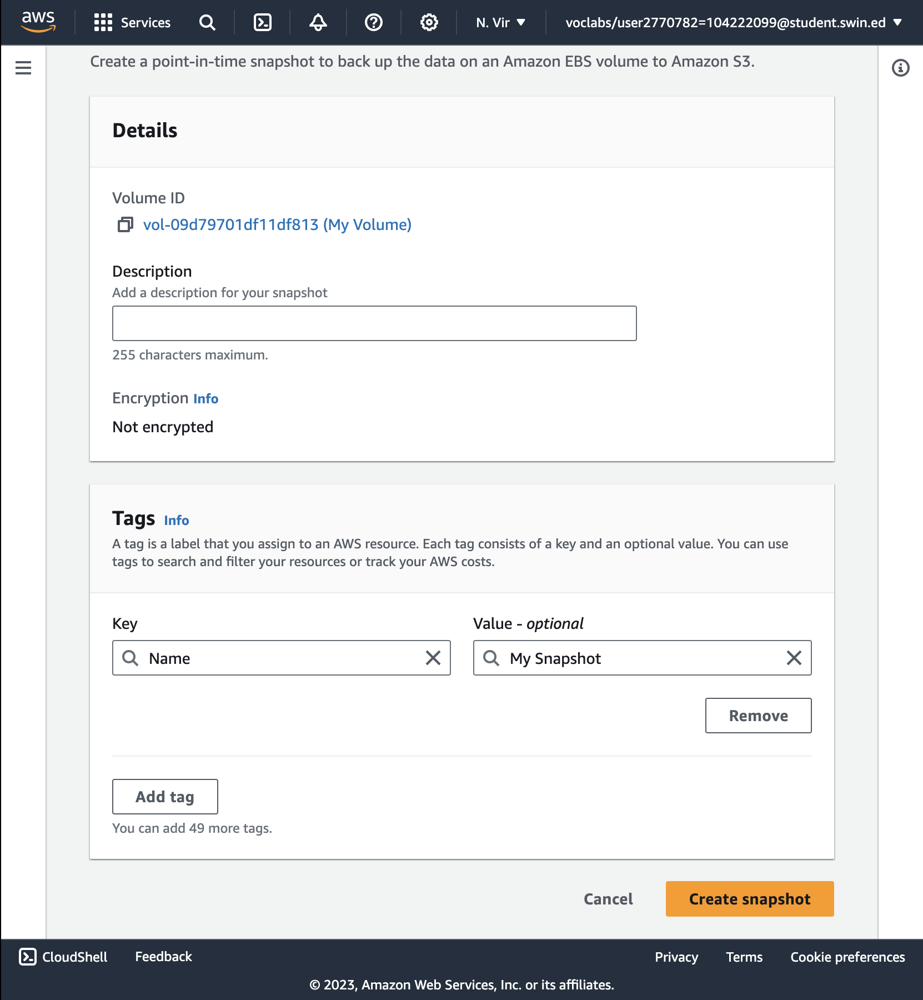 aws
Services
N. Vir
voclabs/user2770782=104222099@student.swin.ed
Create a point-in-time snapshot to back up the data on an Amazon EBS volume to Amazon S3.
Details
Volume ID
vol-09d79701df11df813 (My Volume)
Description
Add a description for your snapshot
255 characters maximum.
Encryption Info
Not encrypted
Tags Info
A tag is a label that you assign to an AWS resource. Each tag consists of a key and an optional value. You can use
tags to search and filter your resources or track your AWS costs.
Key
Value - optional
Name
My Snapshot
Remove
Add tag
You can add 49 more tags.
Cancel
Create snapshot
CloudShell
Feedback
Privacy
Terms
Cookie preferences
© 2023, Amazon Web Services, Inc. or its affiliates.